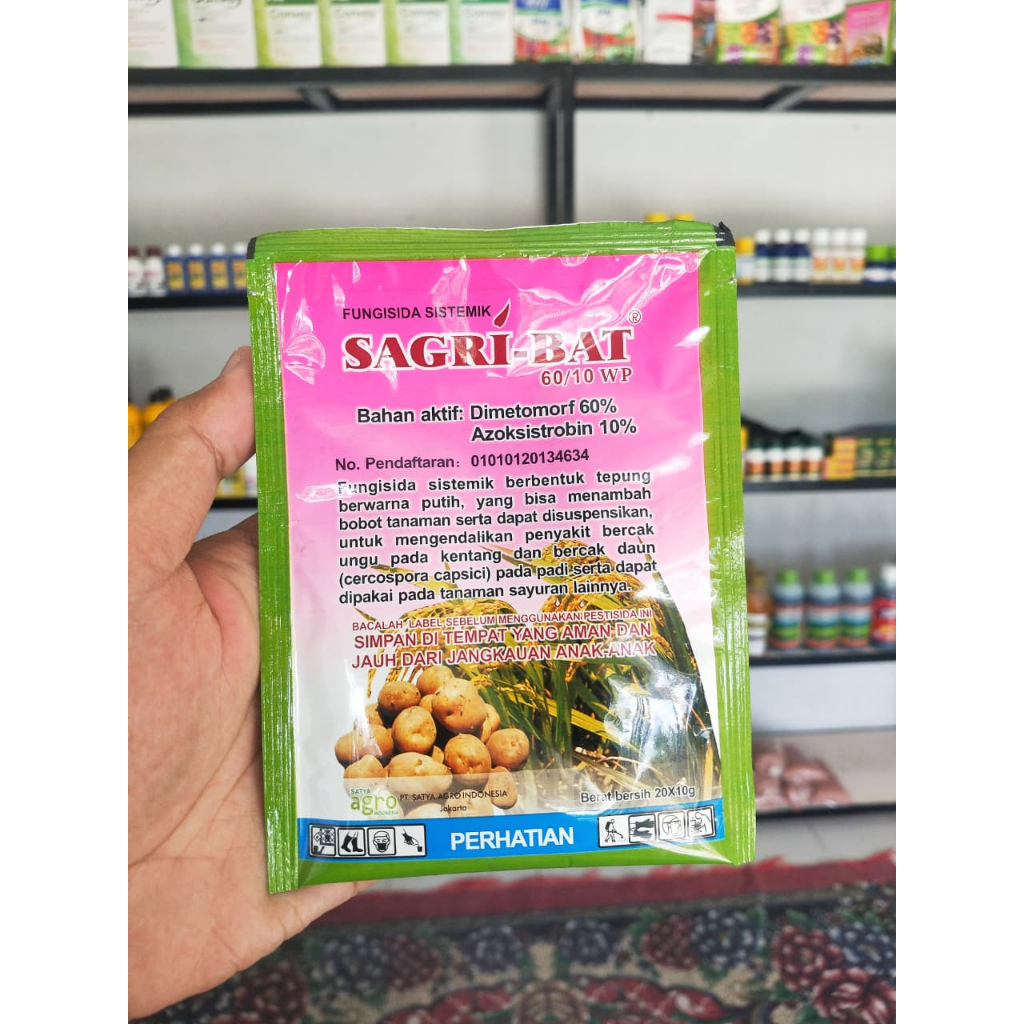 FUNGISIDA SISTEMIK
SAGRI-BAT®
60/10 WP
Bahan aktif: Dimetomorf 60%
Azoksistrobin 10%
No. Pendaftaran: 01010120134634
Fungisida sistemik berbentuk tepung
berwarna putih, yang bisa menambah
bobot tanaman serta dapat disuspensikan,
untuk mengendalikan penyakit bercak
ungu pada kentang dan bercak daun
(cercospora capsici) pada padi serta dapat
dipakai pada tanaman sayuran lainnya.
BACALAH LABEL SEBELUM MENGGUNAKAN PESTISIDA INI
SIMPAN DI TEMPAT YANG AMAN DAN
JAUH DARI JANGKAUAN ANAK-ANAK
SATYA
agro
INDONESIA
PT. SATYA AGRO INDONESIA
Jakarta
Berat bersih 20X10g
PERHATIAN